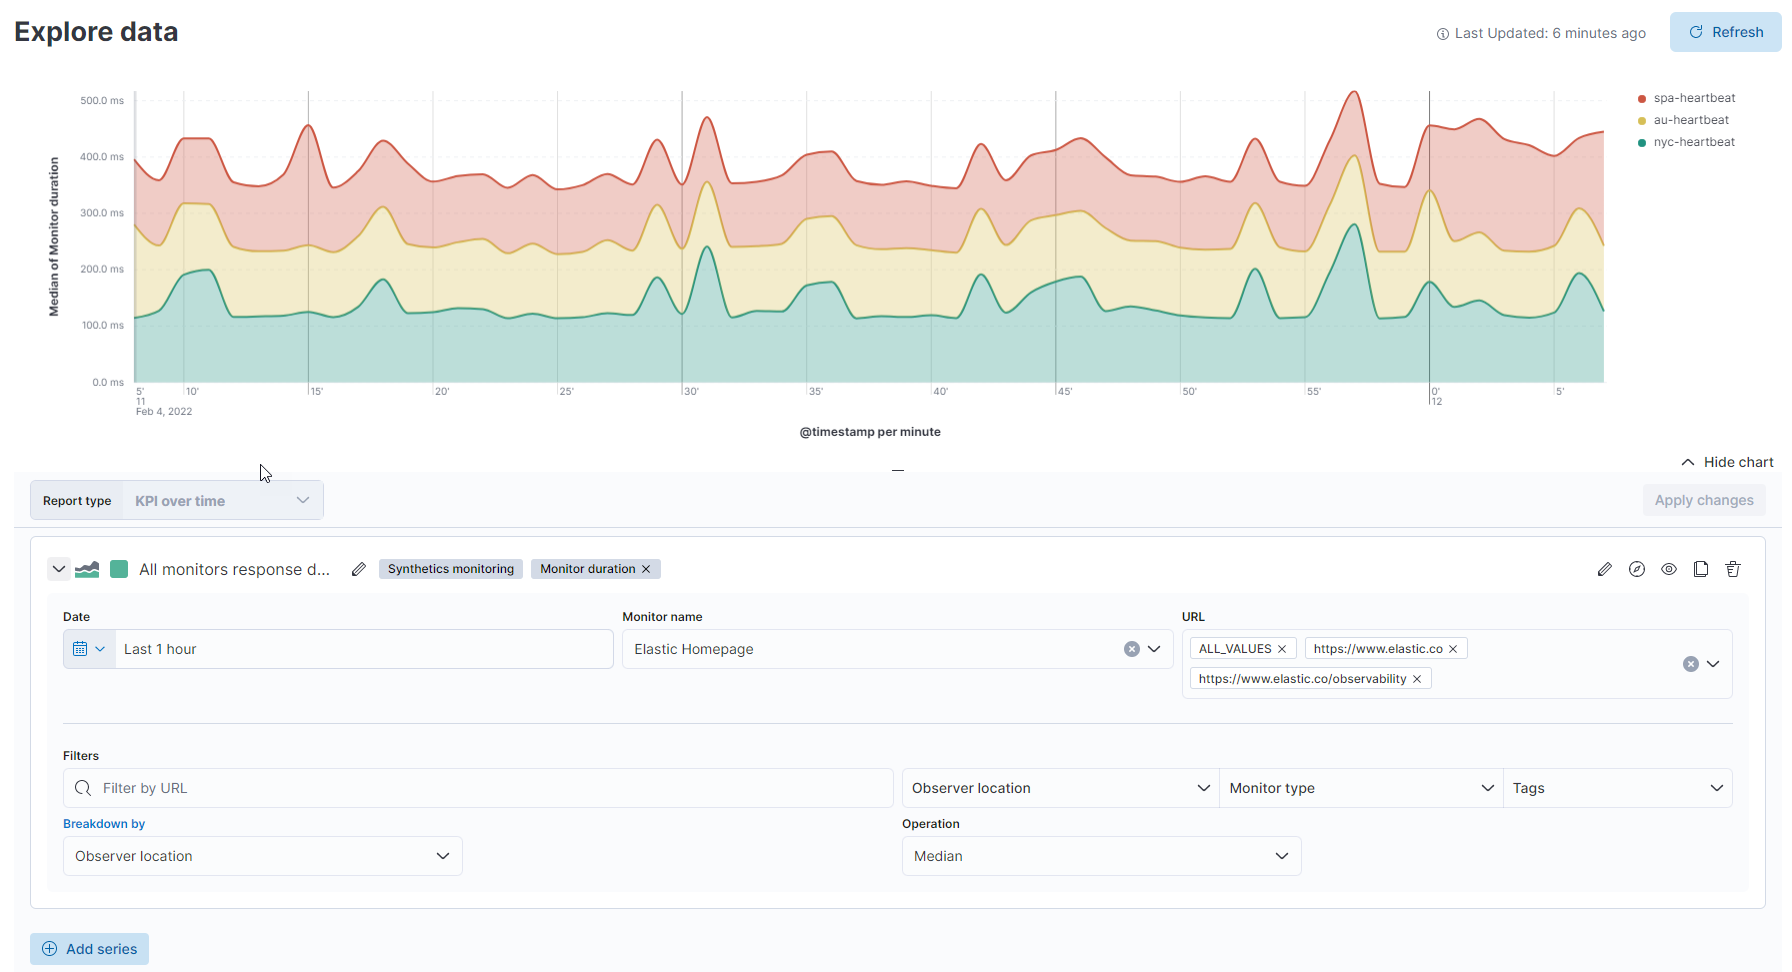 Explore data
Last Updated: 6 minutes ago
Refresh
Median of Monitor duration
500.0 ms
400.0 ms
300.0 ms
200.0 ms
100.0 ms
0.0 ms
5' 10' 15' 20' 25' 30' 35' 40' 45' 50' 55' 0' 5'
11 12
Feb 4, 2022
@timestamp per minute
spa-heartbeat
au-heartbeat
nyc-heartbeat
Hide chart
Report type KPI over time
Apply changes
All monitors response d... Synthetics monitoring Monitor duration
Date Monitor name URL
Last 1 hour Elastic Homepage ALL_VALUES https://www.elastic.co
https://www.elastic.co/observability
Filters
Filter by URL Observer location Monitor type Tags
Breakdown by Operation
Observer location Median
Add series